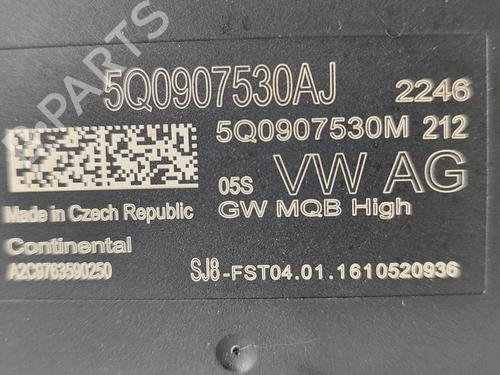 B-PARTS
5Q0907530AJ 2246
5Q0907530M 212
05S VW AG
Made in Czech Republic GW MQB High
Continental
A2C9763590250 SJ8-FST04.01.1610520936